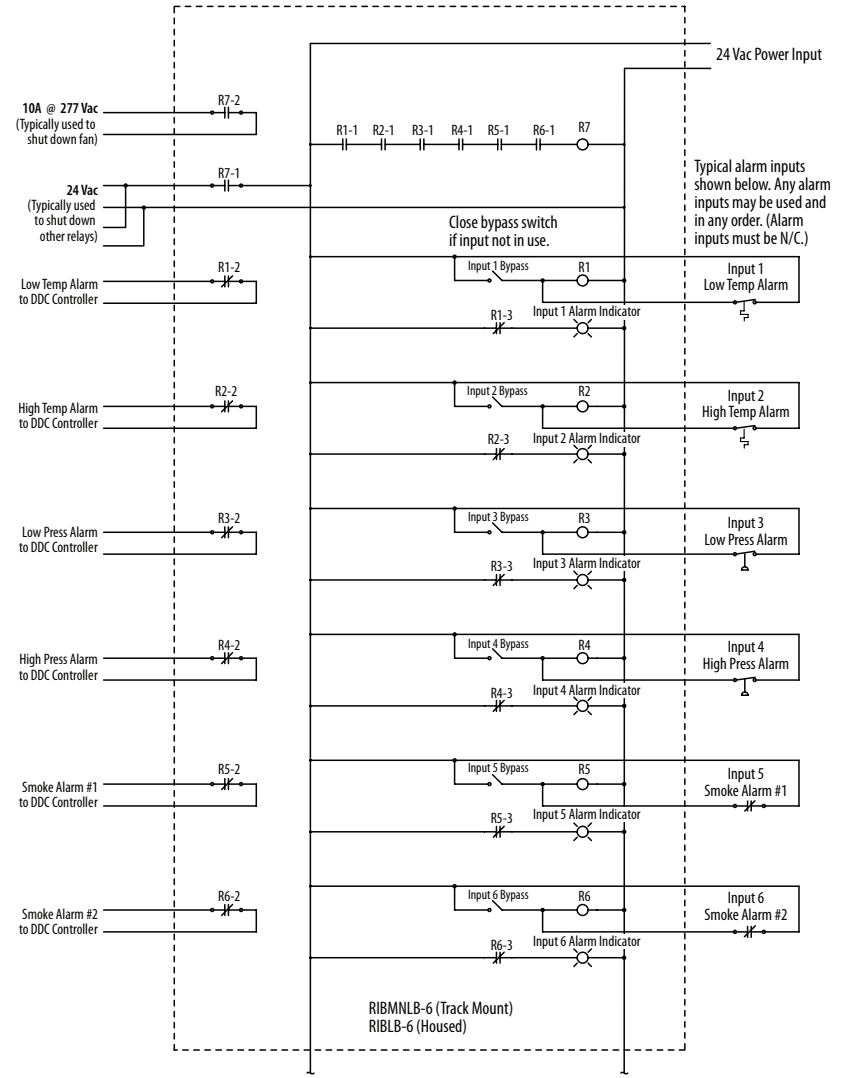 24 Vac Power Input
R7-2
10A @ 277 Vac
(Typically used to
shut down fan)
R1-1 R2-1 R3-1 R4-1 R5-1 R6-1 R7
R7-1
24 Vac
(Typically used
to shut down
other relays)
Typical alarm inputs
shown below. Any alarm
inputs may be used and
in any order. (Alarm
inputs must be N/C.)
Close bypass switch
if input not in use.
R1-2
Low Temp Alarm
to DDC Controller
Input 1 Bypass
R1
Input 1
Low Temp Alarm
R1-3
Input 1 Alarm Indicator
R2-2
High Temp Alarm
to DDC Controller
Input 2 Bypass
R2
Input 2
High Temp Alarm
R2-3
Input 2 Alarm Indicator
R3-2
Low Press Alarm
to DDC Controller
Input 3 Bypass
R3
Input 3
Low Press Alarm
R3-3
Input 3 Alarm Indicator
R4-2
High Press Alarm
to DDC Controller
Input 4 Bypass
R4
Input 4
High Press Alarm
R4-3
Input 4 Alarm Indicator
R5-2
Smoke Alarm #1
to DDC Controller
Input 5 Bypass
R5
Input 5
Smoke Alarm #1
R5-3
Input 5 Alarm Indicator
R6-2
Smoke Alarm #2
to DDC Controller
Input 6 Bypass
R6
Input 6
Smoke Alarm #2
R6-3
Input 6 Alarm Indicator
RIBMNLB-6 (Track Mount)
RIBLB-6 (Housed)